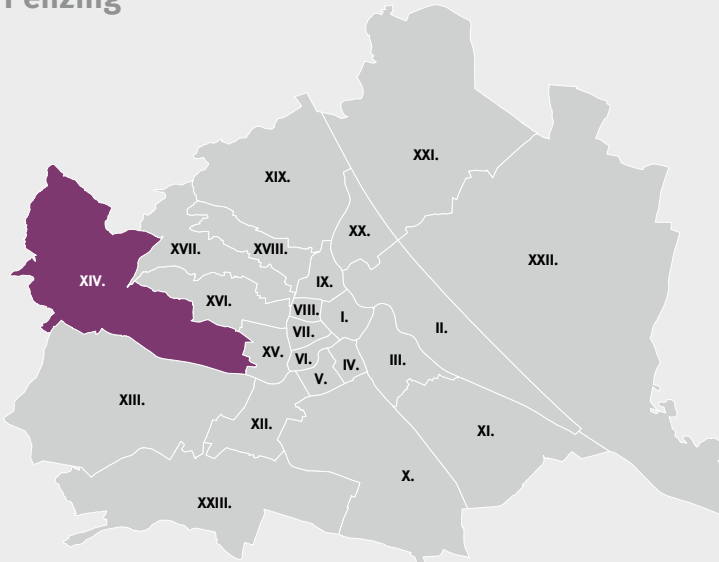 Penzing
XXI.
XIX.
XX.
XVII.
XVIII.
XXII.
XIV.
IX.
XVI.
VIII.
I.
II.
VII.
XV.
VI.
IV.
III.
V.
XIII.
XII.
XI.
X.
XXIII.